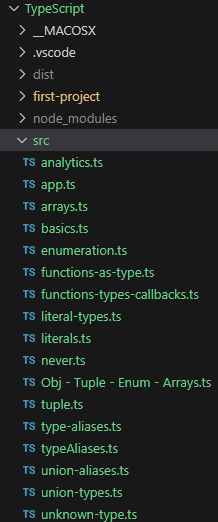 TypeScript
__MACOSX
.vscode
dist
first-project
node_modules
src
TS analytics.ts
TS app.ts
TS arrays.ts
TS basics.ts
TS enumeration.ts
TS functions-as-type.ts
TS functions-types-callbacks.ts
TS literal-types.ts
TS literals.ts
TS never.ts
TS Obj - Tuple - Enum - Arrays.ts
TS tuple.ts
TS type-aliases.ts
TS typeAliases.ts
TS union-aliases.ts
TS union-types.ts
TS unknown-type.ts